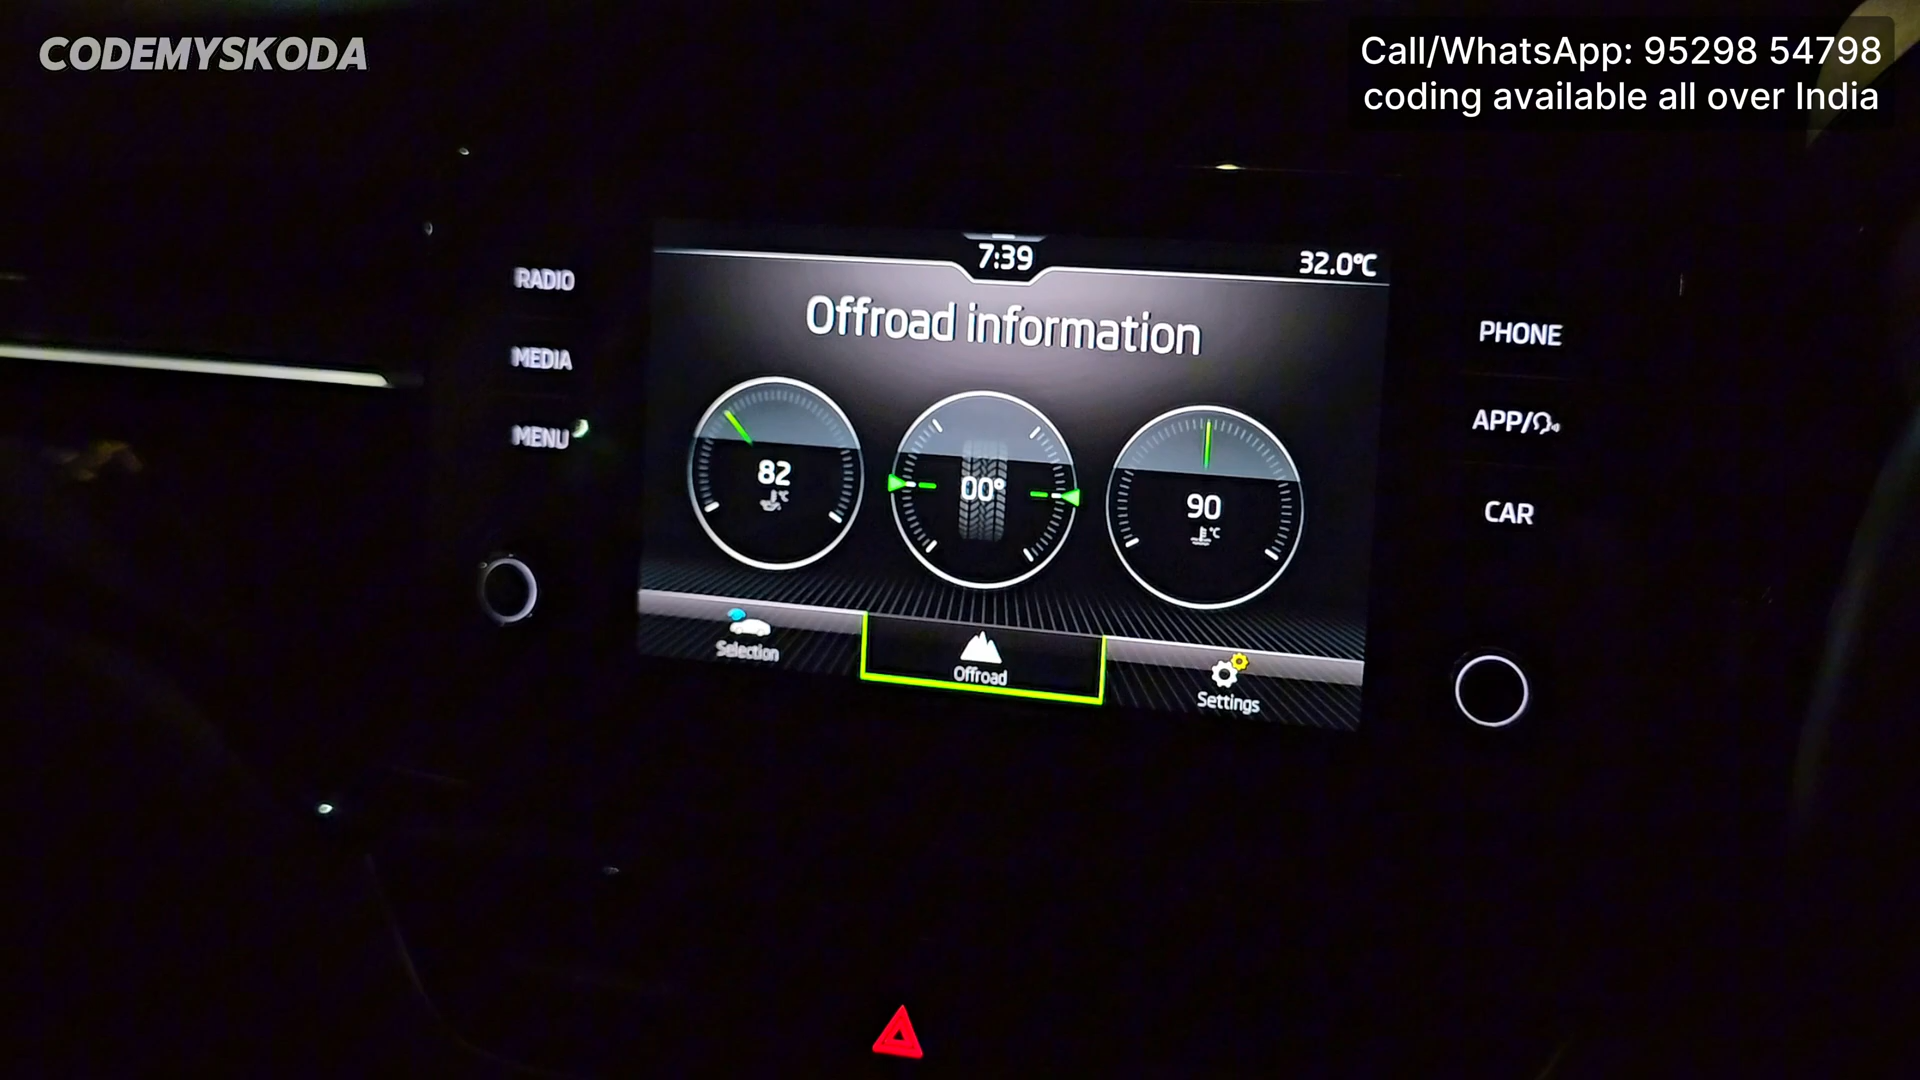 CODEMYSKODA
Call/WhatsApp: 95298 54798
coding available all over India
7:39
32.0°C
Offroad information
RADIO
MEDIA
MENU
PHONE
APP/
CAR
82
°C
00°
90
°C
Selection
Offroad
Settings